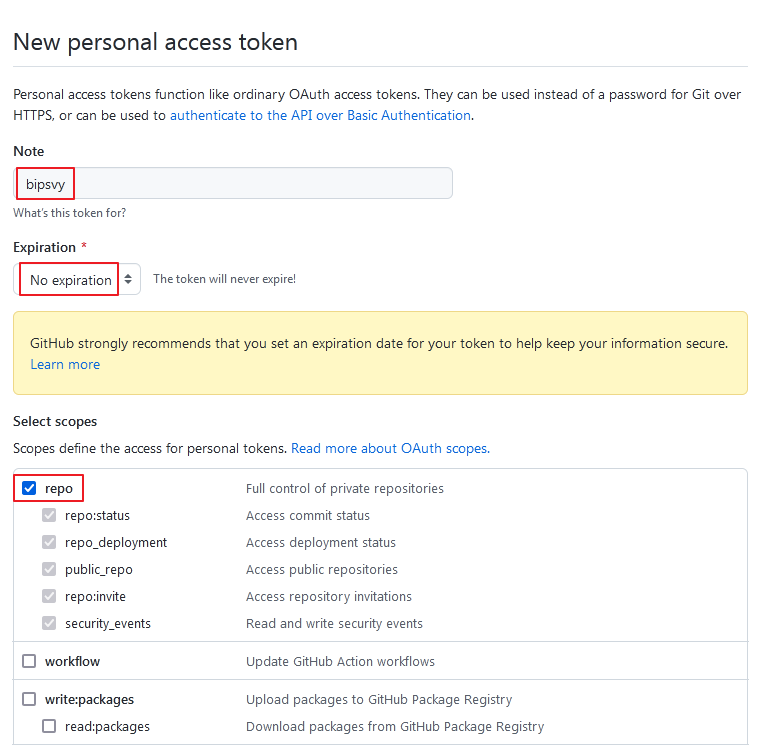 New personal access token
Personal access tokens function like ordinary OAuth access tokens. They can be used instead of a password for Git over
HTTPS, or can be used to authenticate to the API over Basic Authentication.
Note
bipsvy
What's this token for?
Expiration *
No expiration The token will never expire!
GitHub strongly recommends that you set an expiration date for your token to help keep your information secure.
Learn more
Select scopes
Scopes define the access for personal tokens. Read more about OAuth scopes.
repo Full control of private repositories
repo:status Access commit status
repo_deployment Access deployment status
public_repo Access public repositories
repo:invite Access repository invitations
security_events Read and write security events
workflow Update GitHub Action workflows
write:packages Upload packages to GitHub Package Registry
read:packages Download packages from GitHub Package Registry